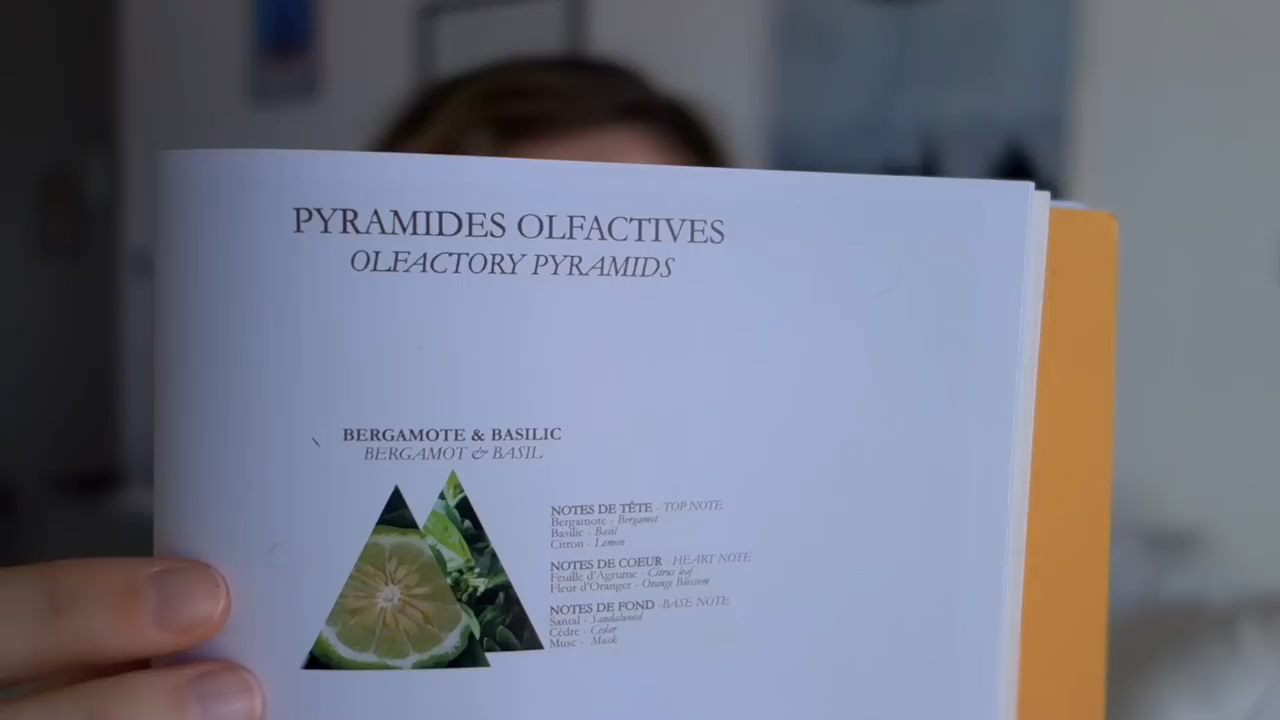 PYRAMIDES OLFACTIVES
OLFACTORY PYRAMIDS
BERGAMOTE & BASILIC
BERGAMOT & BASIL
NOTES DE TÊTE - TOP NOTE
Bergamote - Bergamot
Basilic - Basil
Citron - Lemon
NOTES DE COEUR - HEART NOTE
Feuille d'Agrume - Citrus leaf
Fleur d'Oranger - Orange Blossom
NOTES DE FOND - BASE NOTE
Santal - Sandalwood
Cèdre - Cedar
Musc - Musk